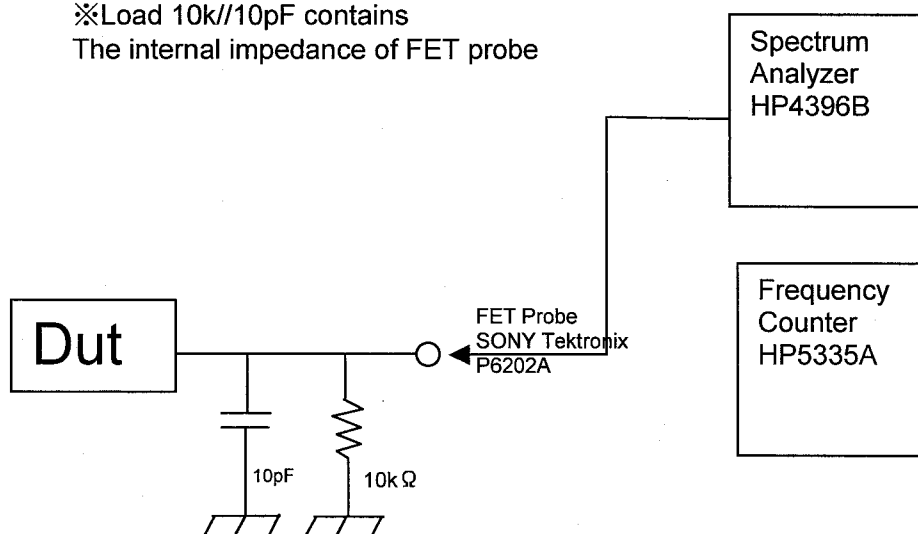 ※Load 10k//10pF contains
The internal impedance of FET probe
Spectrum
Analyzer
HP4396B
Dut
FET Probe
SONY Tektronix
P6202A
Frequency
Counter
HP5335A
10pF
10kΩ